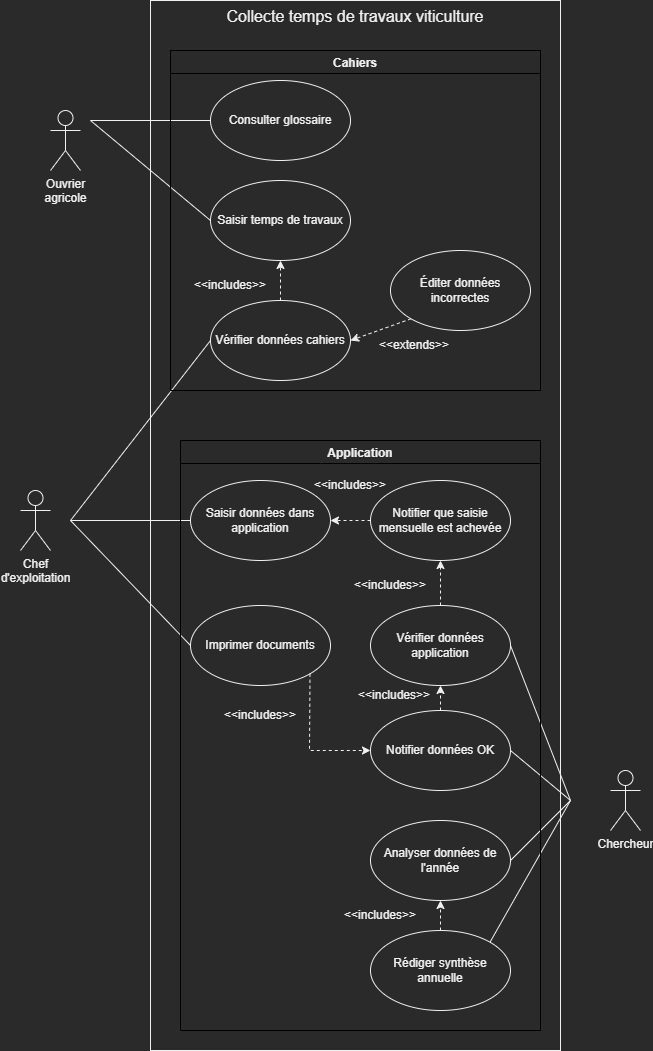 Collecte temps de travaux viticulture
Cahiers
Consulter glossaire
Ouvrier
agricole
Saisir temps de travaux
<<includes>>
Éditer données
incorrectes
Vérifier données cahiers
<<extends>>
Application
<<includes>>
Saisir données dans
application
Notifier que saisie
mensuelle est achevée
Chef
d'exploitation
<<includes>>
Imprimer documents
Vérifier données
application
<<includes>>
<<includes>>
Notifier données OK
Chercheur
Analyser données de
l'année
<<includes>>
Rédiger synthèse
annuelle